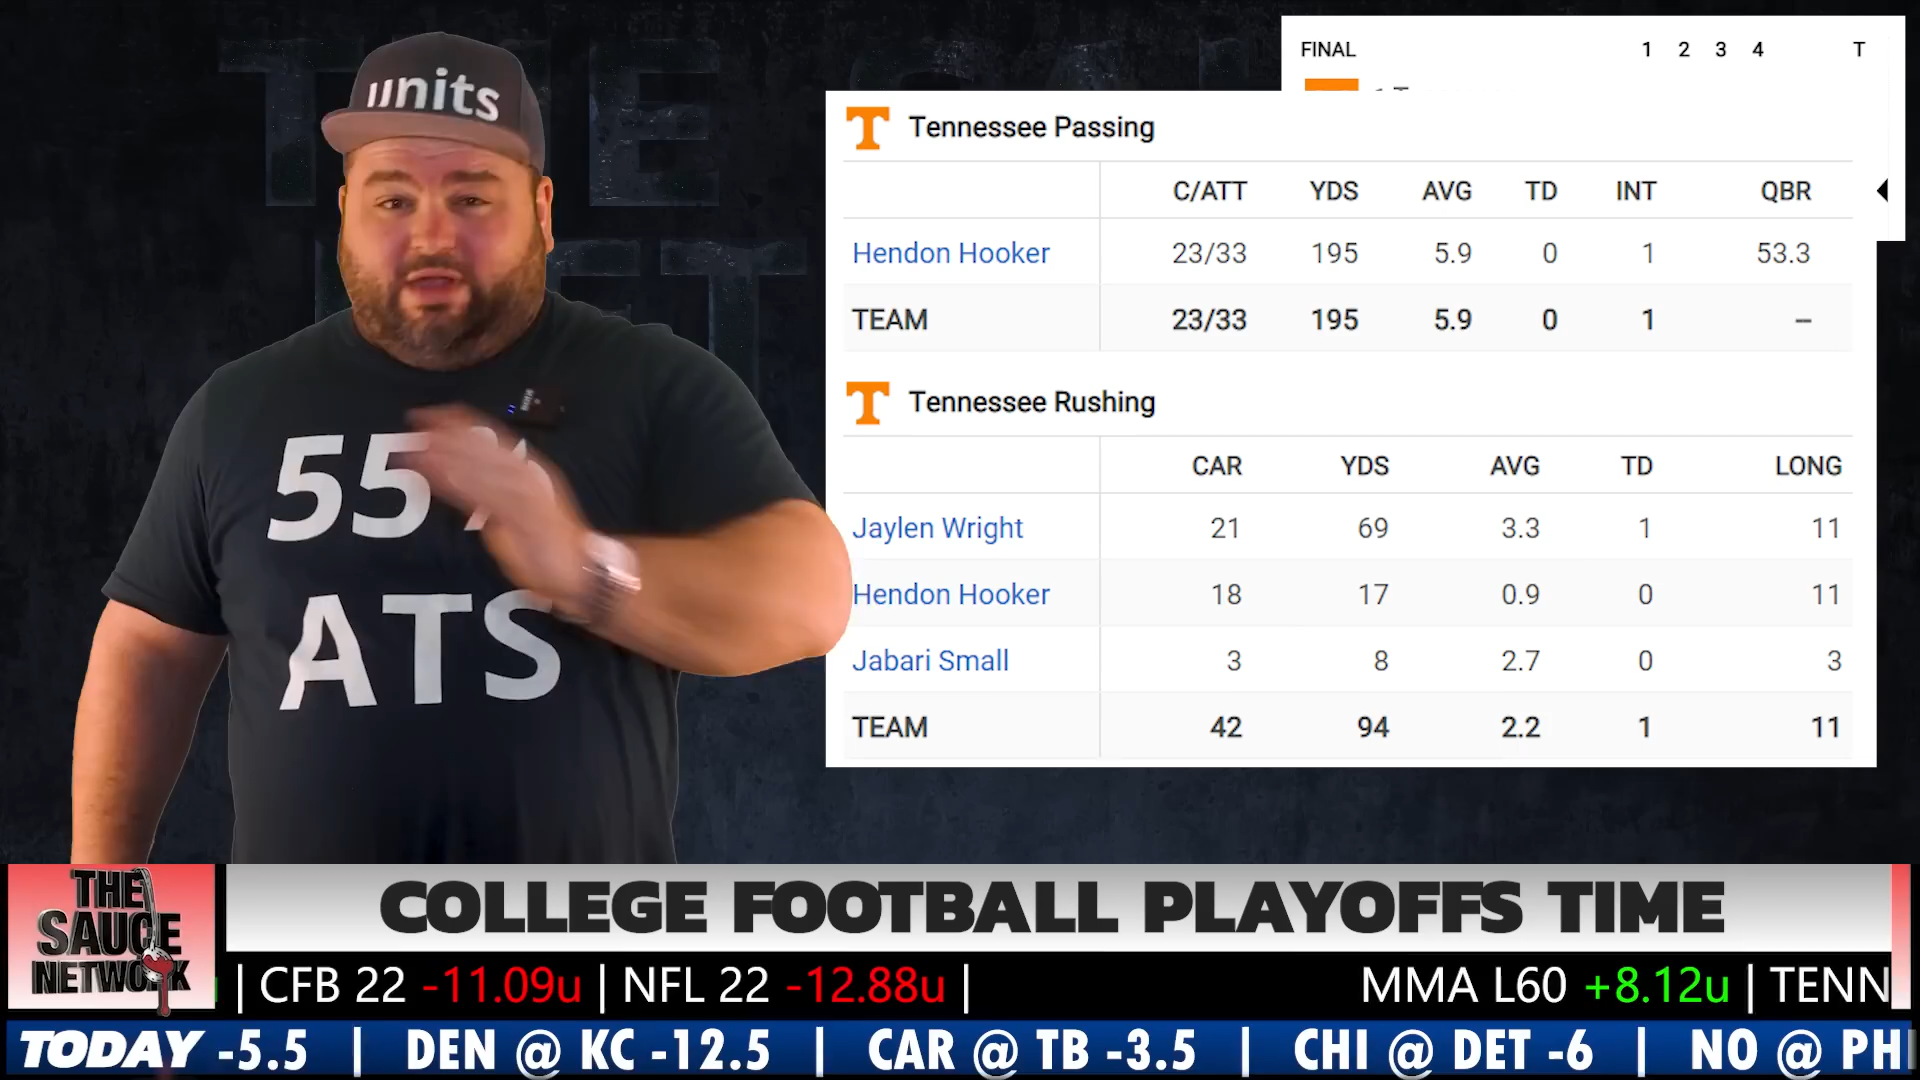 units
55%
ATS
FINAL 1 2 3 4 T
Tennessee Passing
C/ATT YDS AVG TD INT QBR
Hendon Hooker 23/33 195 5.9 0 1 53.3
TEAM 23/33 195 5.9 0 1 --
Tennessee Rushing
CAR YDS AVG TD LONG
Jaylen Wright 21 69 3.3 1 11
Hendon Hooker 18 17 0.9 0 11
Jabari Small 3 8 2.7 0 3
TEAM 42 94 2.2 1 11
THE
SAUCE
NETWORK
COLLEGE FOOTBALL PLAYOFFS TIME
| CFB 22 -11.09u | NFL 22 -12.88u | MMA L60 +8.12u | TENN
TODAY -5.5 | DEN @ KC -12.5 | CAR @ TB -3.5 | CHI @ DET -6 | NO @ PHI